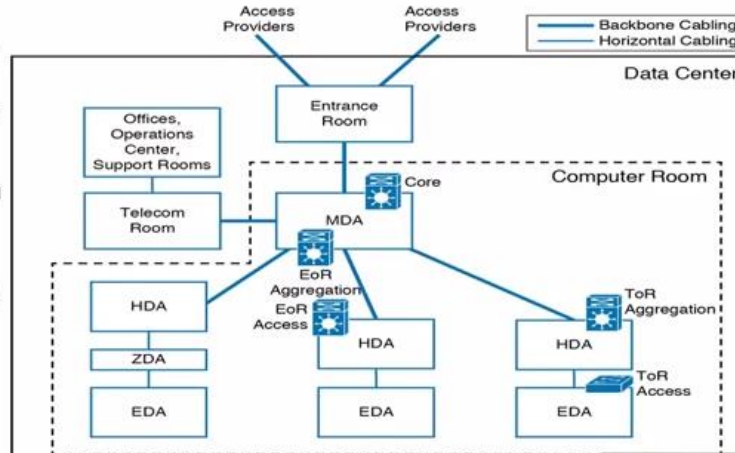 Access
Providers
Access
Providers
Backbone Cabling
Horizontal Cabling
Data Center
Entrance
Room
Offices,
Operations
Center,
Support Rooms
Computer Room
Core
Telecom
Room
MDA
EoR
Aggregation
EoR
Access
ToR
Aggregation
HDA
HDA
HDA
ZDA
ToR
Access
EDA
EDA
EDA